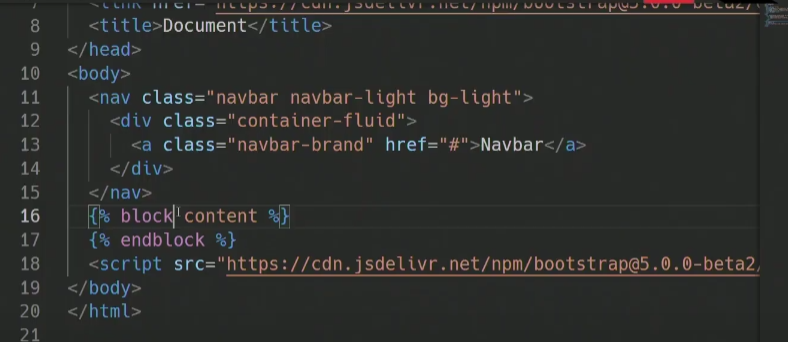 7 <link href="https://cdn.jsdelivr.net/npm/bootstrap@5.0.0-beta2/
8 <title>Document</title>
9 </head>
10 <body>
11 <nav class="navbar navbar-light bg-light">
12 <div class="container-fluid">
13 <a class="navbar-brand" href="#">Navbar</a>
14 </div>
15 </nav>
16 {% block content %}
17 {% endblock %}
18 <script src="https://cdn.jsdelivr.net/npm/bootstrap@5.0.0-beta2/
19 </body>
20 </html>
21